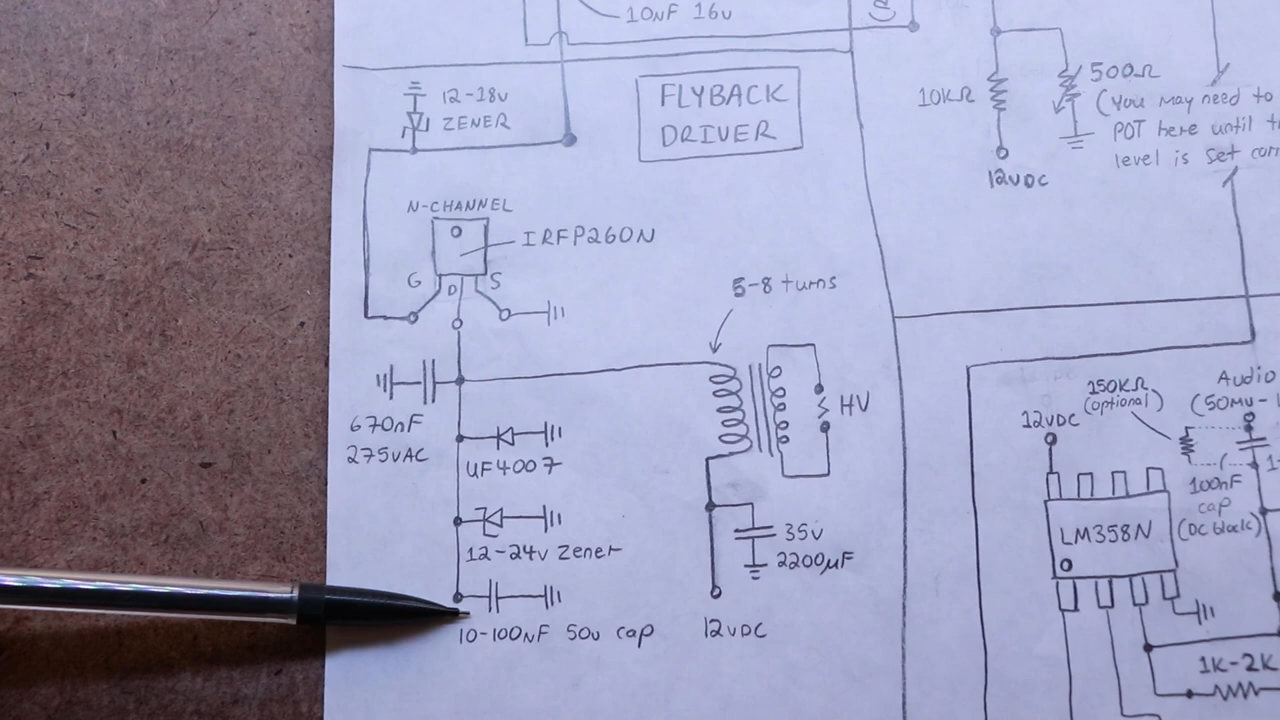 10nF 16v
12-18v
ZENER
FLYBACK
DRIVER
10KΩ
500Ω
(You may need to
POT here until
level is set
12vDC
N-CHANNEL
IRFP260N
G
D
S
5-8 turns
670nF
275vAC
UF4007
12-24v Zener
10-100nF 50v cap
HV
35v
2200µF
12vDC
150KΩ
(optional)
Audio
(50mv-
12vDC
100nF
cap
(DC block)
LM358N
1K-2K